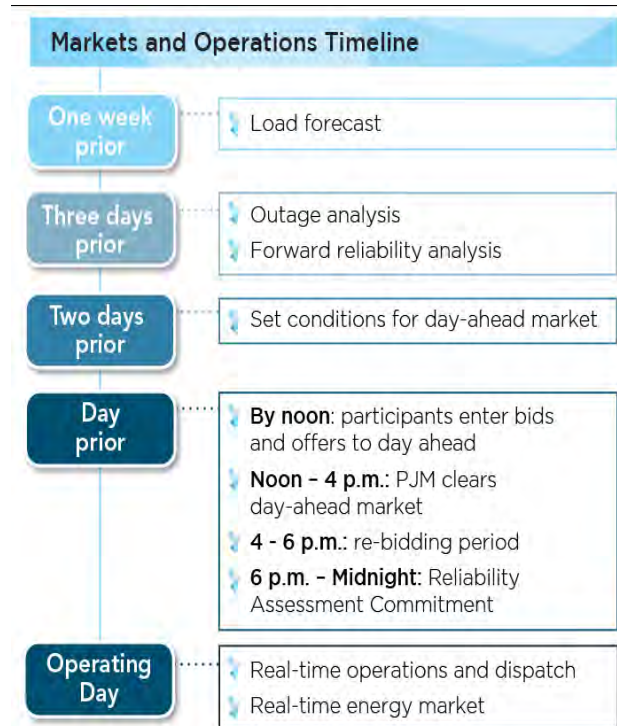 Markets and Operations Timeline
One week
prior
Load forecast
Three days
prior
Outage analysis
Forward reliability analysis
Two days
prior
Set conditions for day-ahead market
Day
prior
By noon: participants enter bids
and offers to day ahead
Noon – 4 p.m.: PJM clears
day-ahead market
4 - 6 p.m.: re-bidding period
6 p.m. – Midnight: Reliability
Assessment Commitment
Operating
Day
Real-time operations and dispatch
Real-time energy market